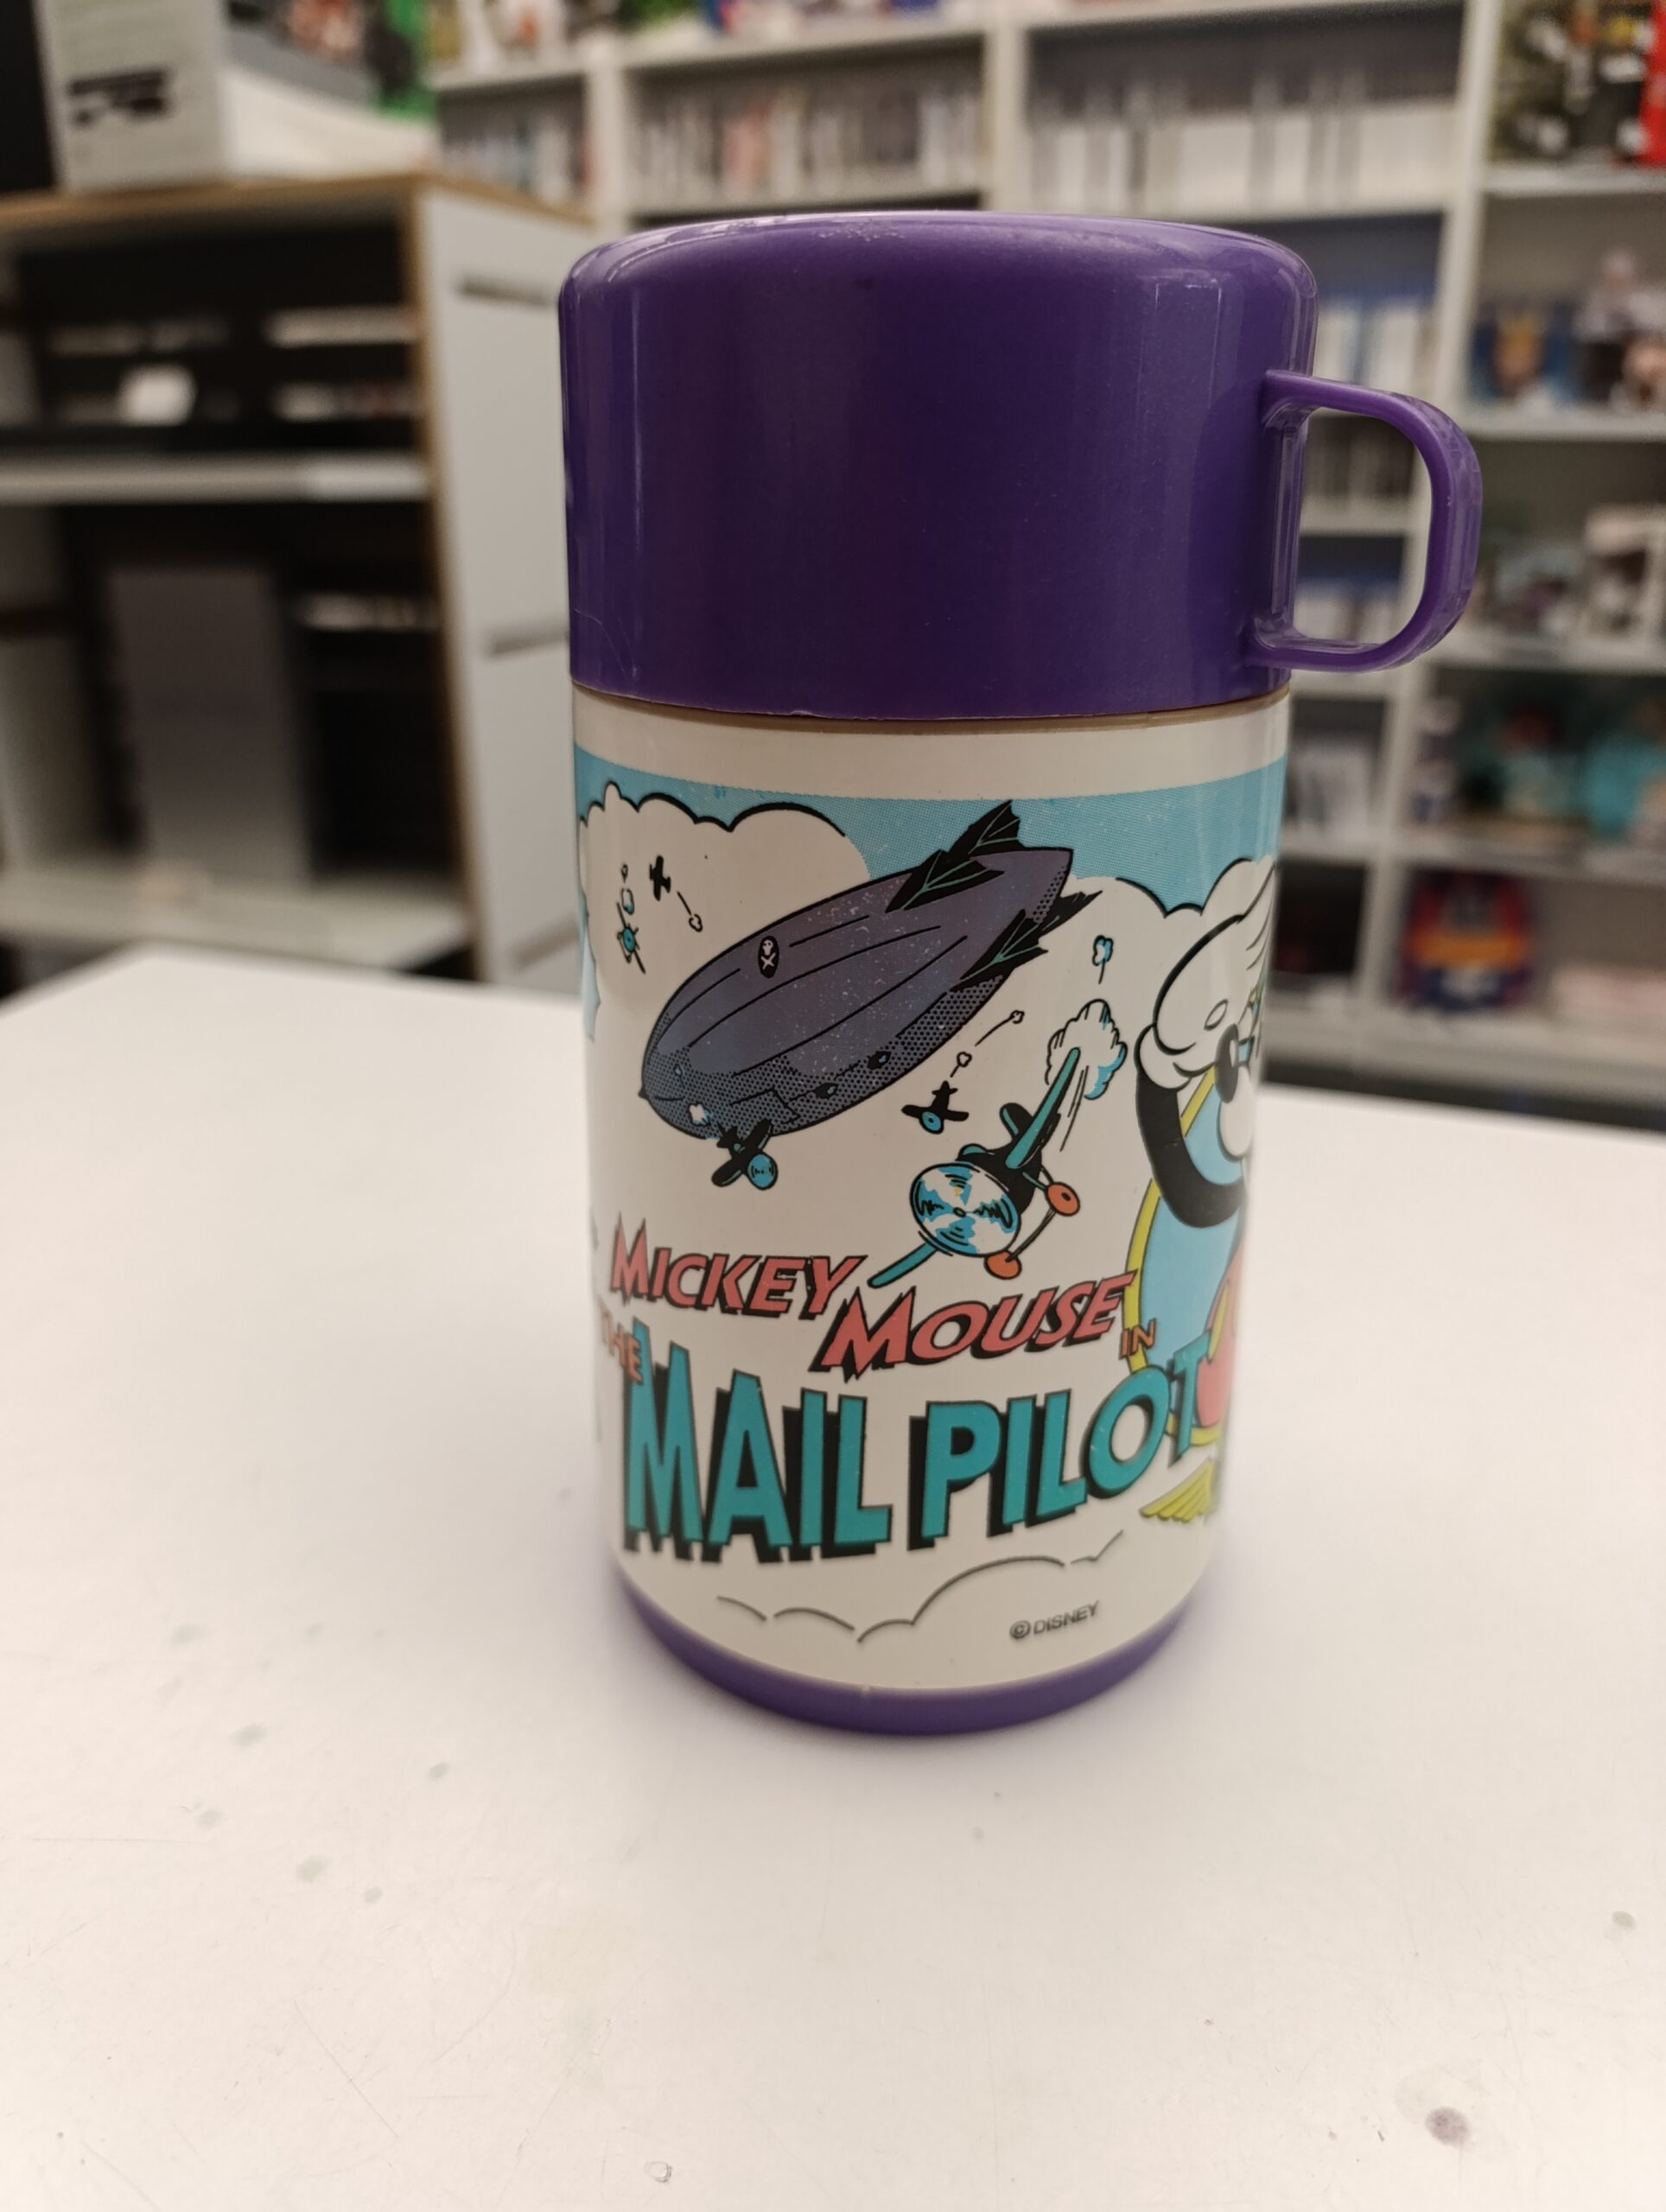 MICKEY
MOUSE IN
THE
MAIL PILOT
© DISNEY